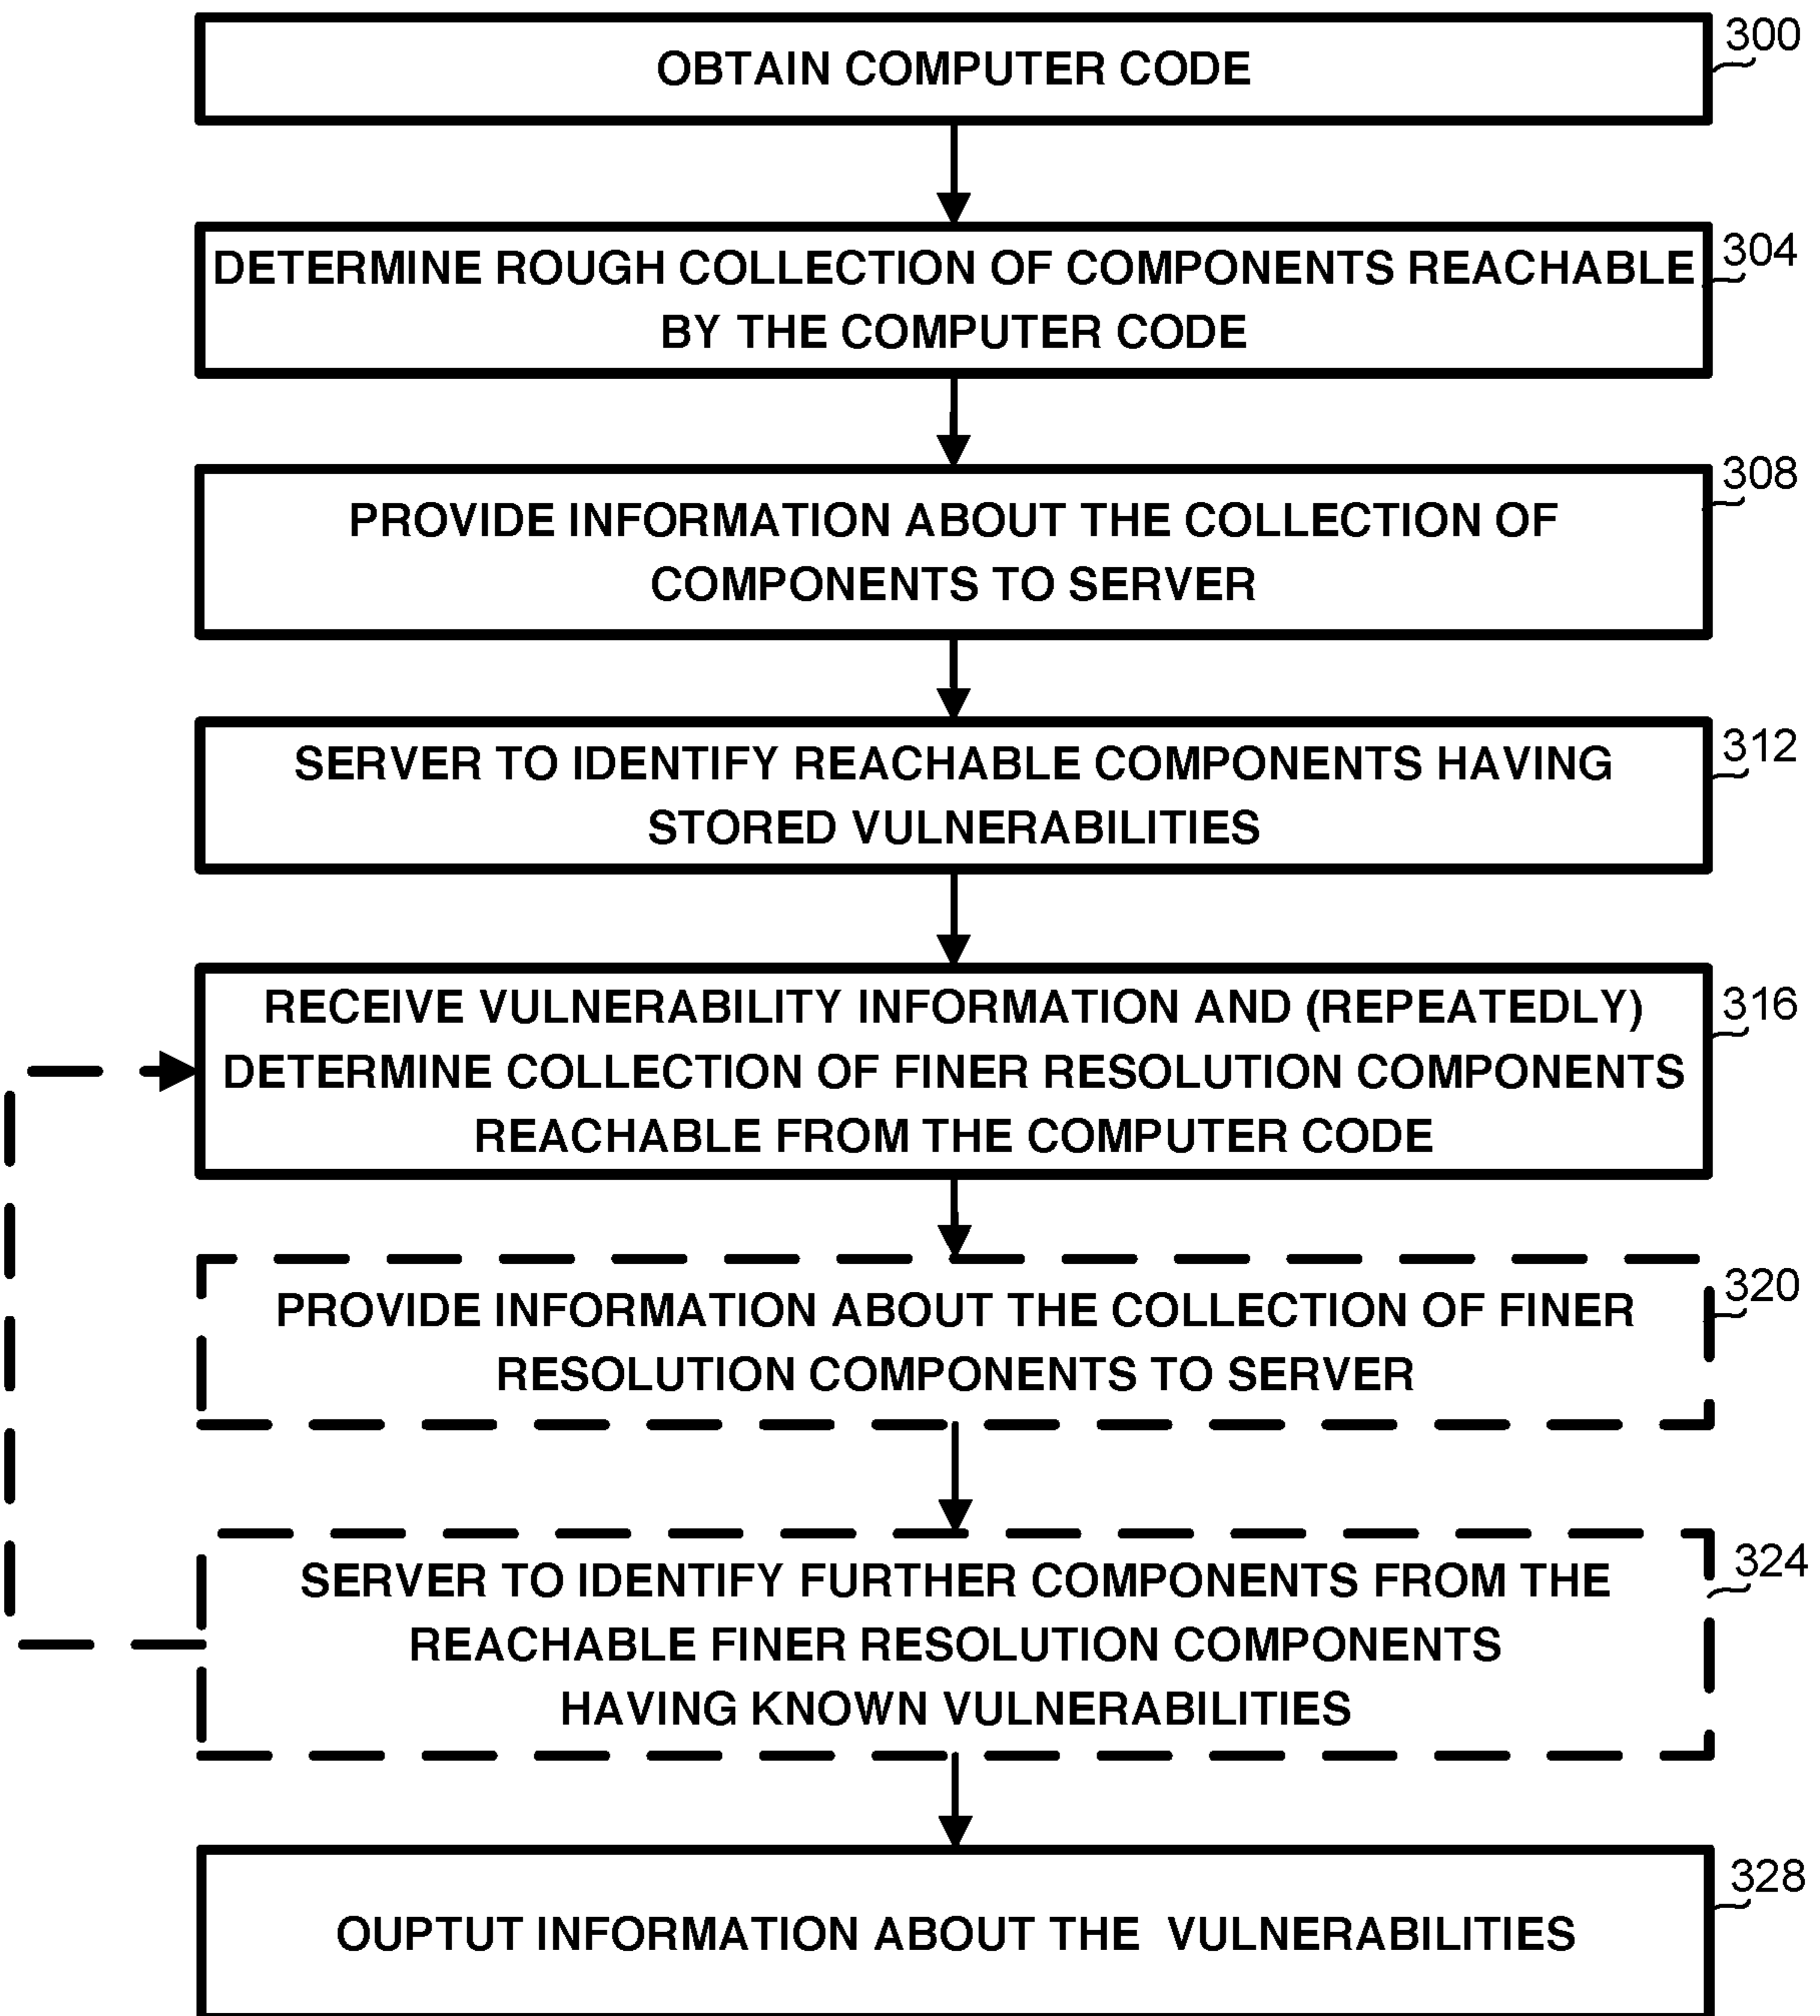 OBTAIN COMPUTER CODE
300
DETERMINE ROUGH COLLECTION OF COMPONENTS REACHABLE
BY THE COMPUTER CODE
304
PROVIDE INFORMATION ABOUT THE COLLECTION OF
COMPONENTS TO SERVER
308
SERVER TO IDENTIFY REACHABLE COMPONENTS HAVING
STORED VULNERABILITIES
312
RECEIVE VULNERABILITY INFORMATION AND (REPEATEDLY)
DETERMINE COLLECTION OF FINER RESOLUTION COMPONENTS
REACHABLE FROM THE COMPUTER CODE
316
PROVIDE INFORMATION ABOUT THE COLLECTION OF FINER
RESOLUTION COMPONENTS TO SERVER
320
SERVER TO IDENTIFY FURTHER COMPONENTS FROM THE
REACHABLE FINER RESOLUTION COMPONENTS
HAVING KNOWN VULNERABILITIES
324
OUPTUT INFORMATION ABOUT THE VULNERABILITIES
328